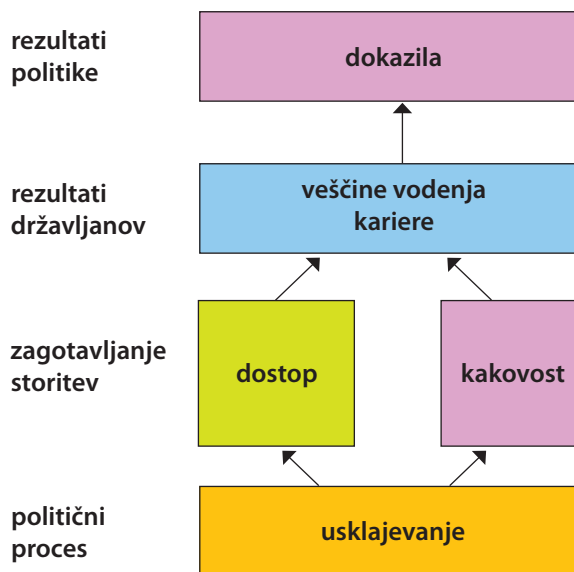 rezultati
politike
dokazila
rezultati
državljanov
veščine vodenja
kariere
zagotavljanje
storitev
dostop
kakovost
politični
proces
usklajevanje